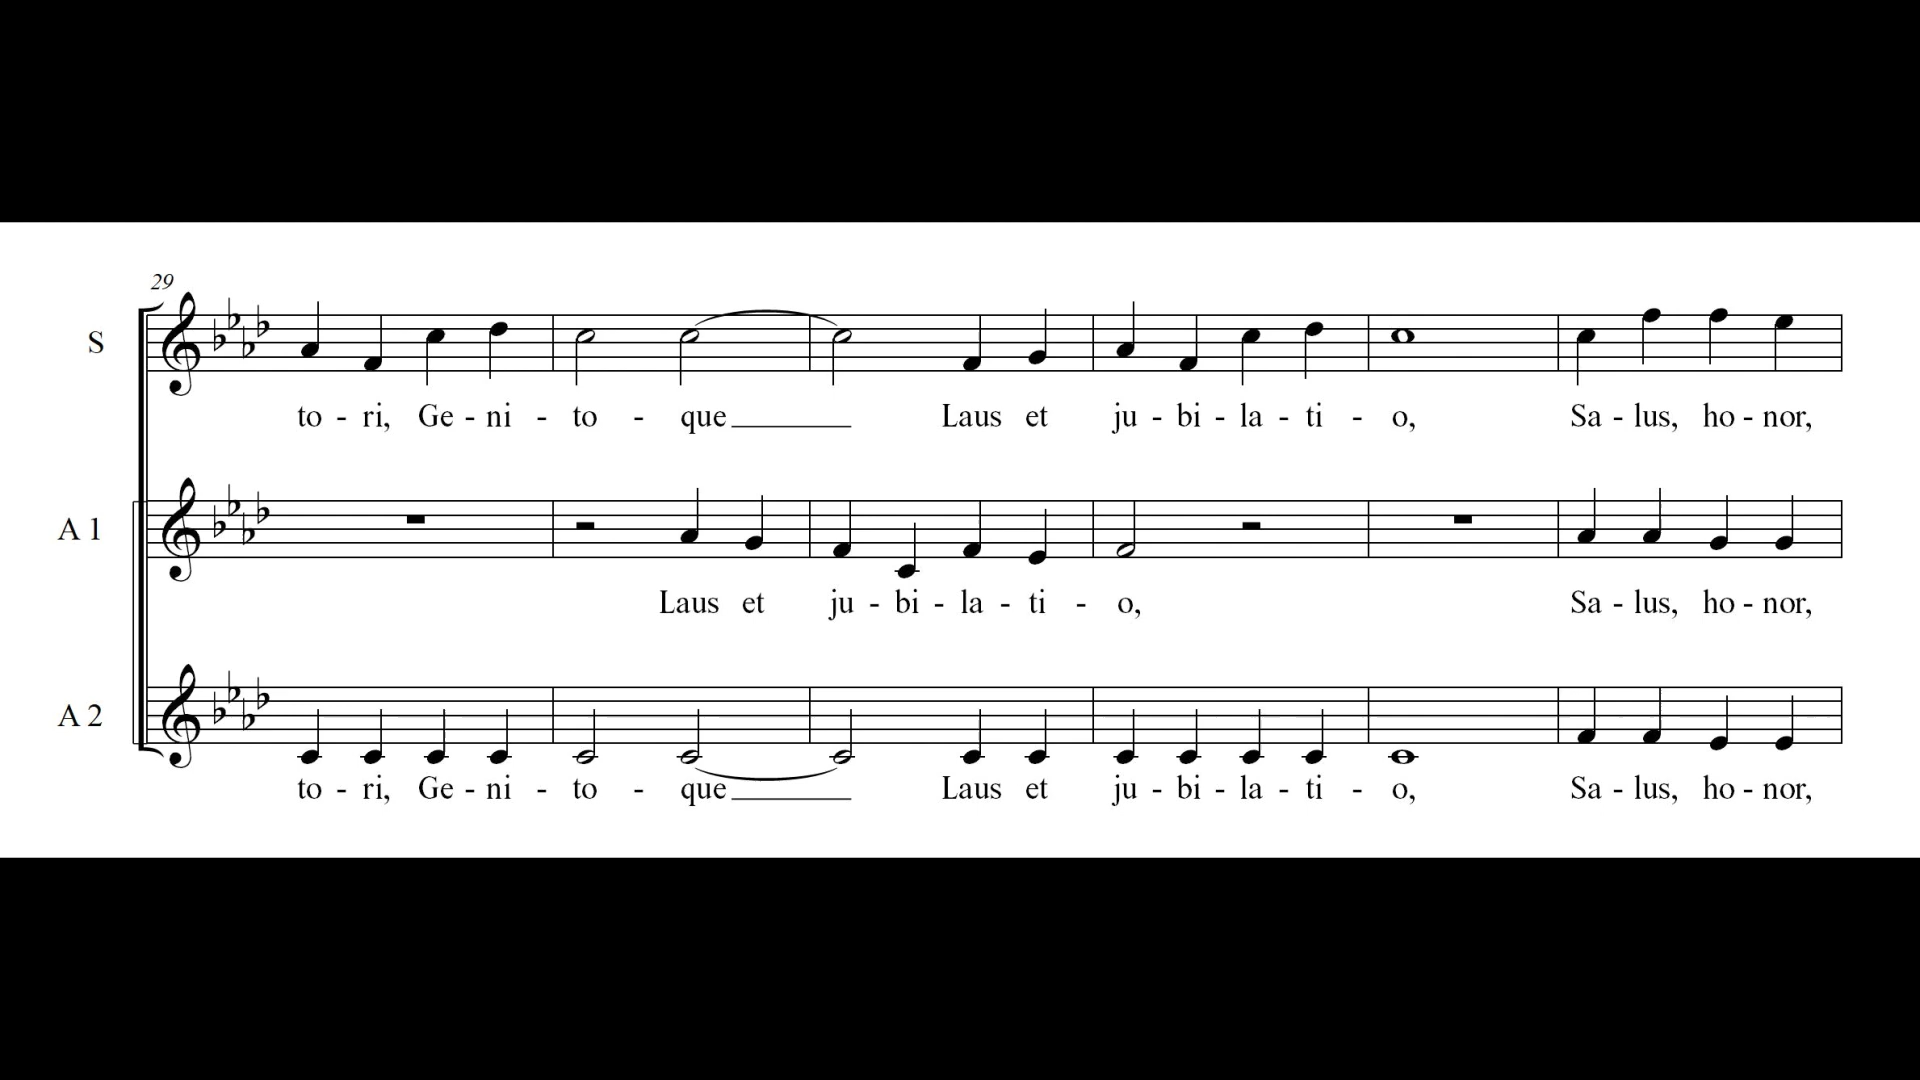 29
S
to - ri, Ge - ni - to - que Laus et ju - bi - la - ti - o, Sa - lus, ho - nor,
A 1
Laus et ju - bi - la - ti - o, Sa - lus, ho - nor,
A 2
to - ri, Ge - ni - to - que Laus et ju - bi - la - ti - o, Sa - lus, ho - nor,